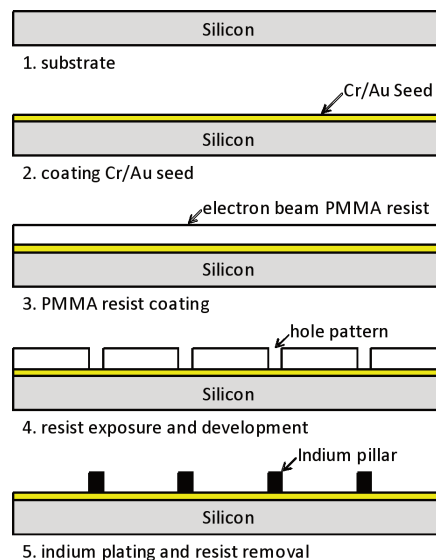 Silicon
1. substrate
Cr/Au Seed
Silicon
2. coating Cr/Au seed
electron beam PMMA resist
Silicon
3. PMMA resist coating
hole pattern
Silicon
4. resist exposure and development
Indium pillar
Silicon
5. indium plating and resist removal